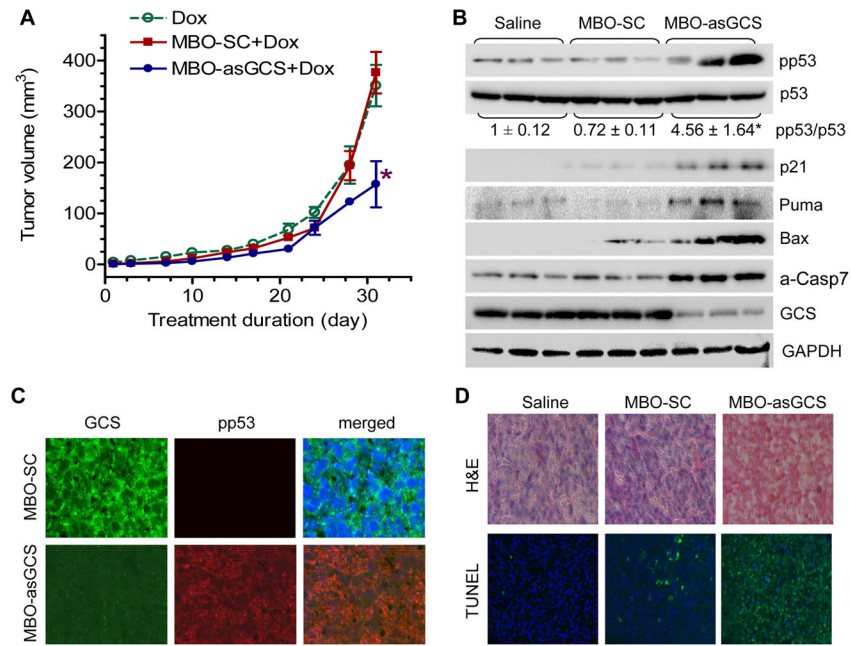 A
Dox
MBO-SC+Dox
MBO-asGCS+Dox
Tumor volume (mm³)
400
300
200
100
0
*
0 10 20 30
Treatment duration (day)
B
Saline MBO-SC MBO-asGCS
pp53
p53
1 ± 0.12 0.72 ± 0.11 4.56 ± 1.64* pp53/p53
p21
Puma
Bax
a-Casp7
GCS
GAPDH
C
GCS pp53 merged
MBO-SC
MBO-asGCS
D
Saline MBO-SC MBO-asGCS
H&E
TUNEL